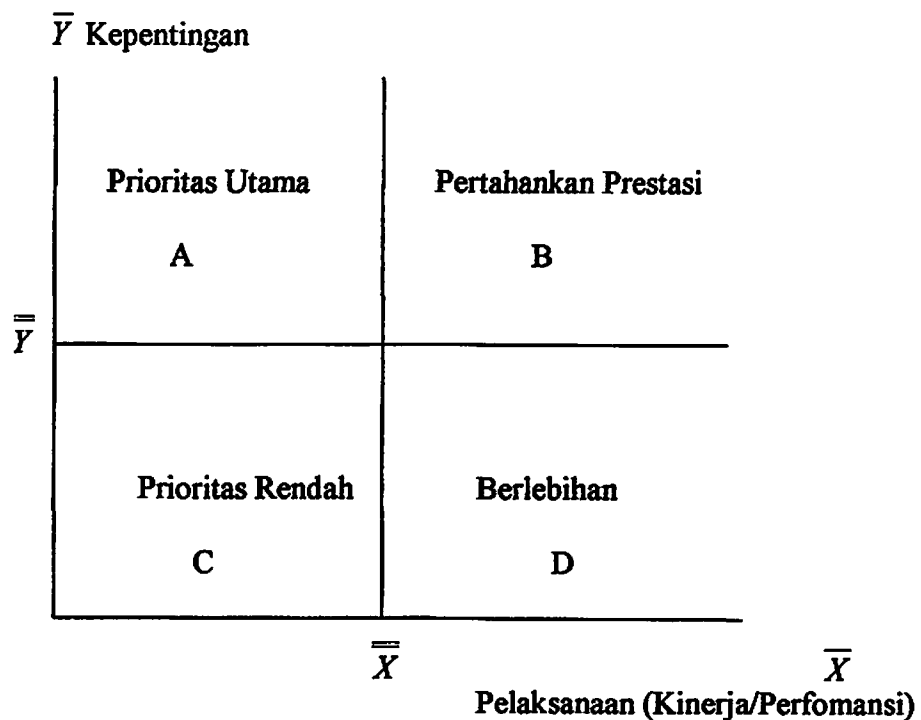 Y̅ Kepentingan
Prioritas Utama
Pertahankan Prestasi
A
B
Y̿
Prioritas Rendah
Berlebihan
C
D
X̿
X̅
Pelaksanaan (Kinerja/Perfomansi)